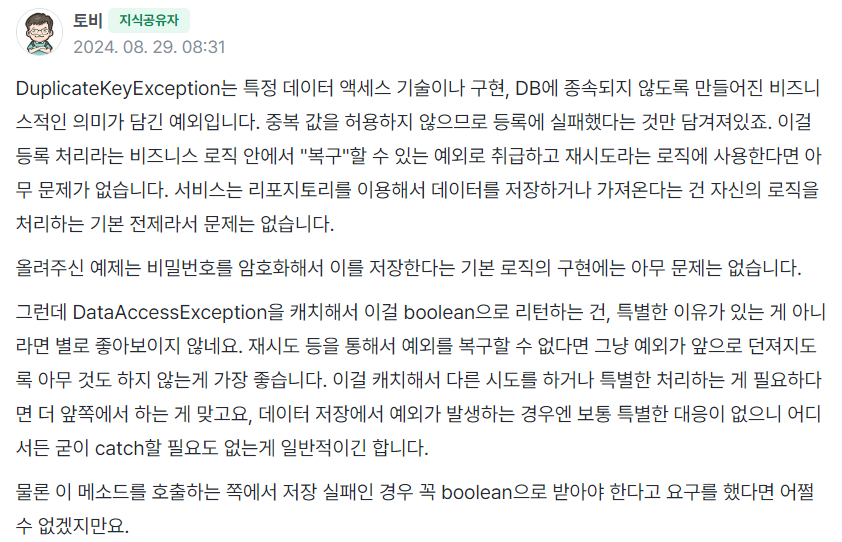 토비 지식공유자
2024. 08. 29. 08:31
DuplicateKeyException는 특정 데이터 액세스 기술이나 구현, DB에 종속되지 않도록 만들어진 비즈니
스적인 의미가 담긴 예외입니다. 중복 값을 허용하지 않으므로 등록에 실패했다는 것만 담겨져있죠. 이걸
등록 처리라는 비즈니스 로직 안에서 "복구"할 수 있는 예외로 취급하고 재시도라는 로직에 사용한다면 아
무 문제가 없습니다. 서비스는 리포지토리를 이용해서 데이터를 저장하거나 가져온다는 건 자신의 로직을
처리하는 기본 전제라서 문제는 없습니다.
올려주신 예제는 비밀번호를 암호화해서 이를 저장한다는 기본 로직의 구현에는 아무 문제는 없습니다.
그런데 DataAccessException을 캐치해서 이걸 boolean으로 리턴하는 건, 특별한 이유가 있는 게 아니
라면 별로 좋아보이지 않네요. 재시도 등을 통해서 예외를 복구할 수 없다면 그냥 예외가 앞으로 던져지도
록 아무 것도 하지 않는게 가장 좋습니다. 이걸 캐치해서 다른 시도를 하거나 특별한 처리하는 게 필요하다
면 더 앞쪽에서 하는 게 맞고요, 데이터 저장에서 예외가 발생하는 경우엔 보통 특별한 대응이 없으니 어디
서든 굳이 catch할 필요도 없는게 일반적이긴 합니다.
물론 이 메소드를 호출하는 쪽에서 저장 실패인 경우 꼭 boolean으로 받아야 한다고 요구를 했다면 어쩔
수 없겠지만요.